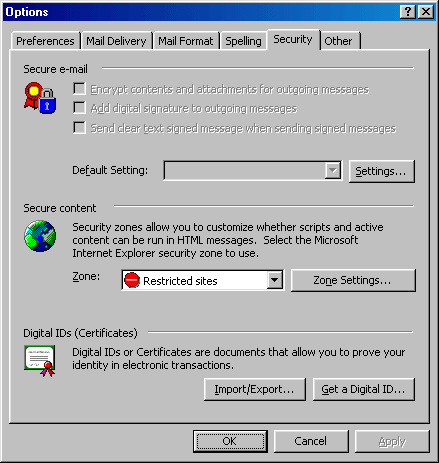 Options
Preferences Mail Delivery Mail Format Spelling Security Other
Secure e-mail
Encrypt contents and attachments for outgoing messages
Add digital signature to outgoing messages
Send clear text signed message when sending signed messages
Default Setting: Settings...
Secure content
Security zones allow you to customize whether scripts and active
content can be run in HTML messages. Select the Microsoft
Internet Explorer security zone to use.
Zone: Restricted sites Zone Settings...
Digital IDs (Certificates)
Digital IDs or Certificates are documents that allow you to prove your
identity in electronic transactions.
Import/Export... Get a Digital ID...
OK Cancel Apply